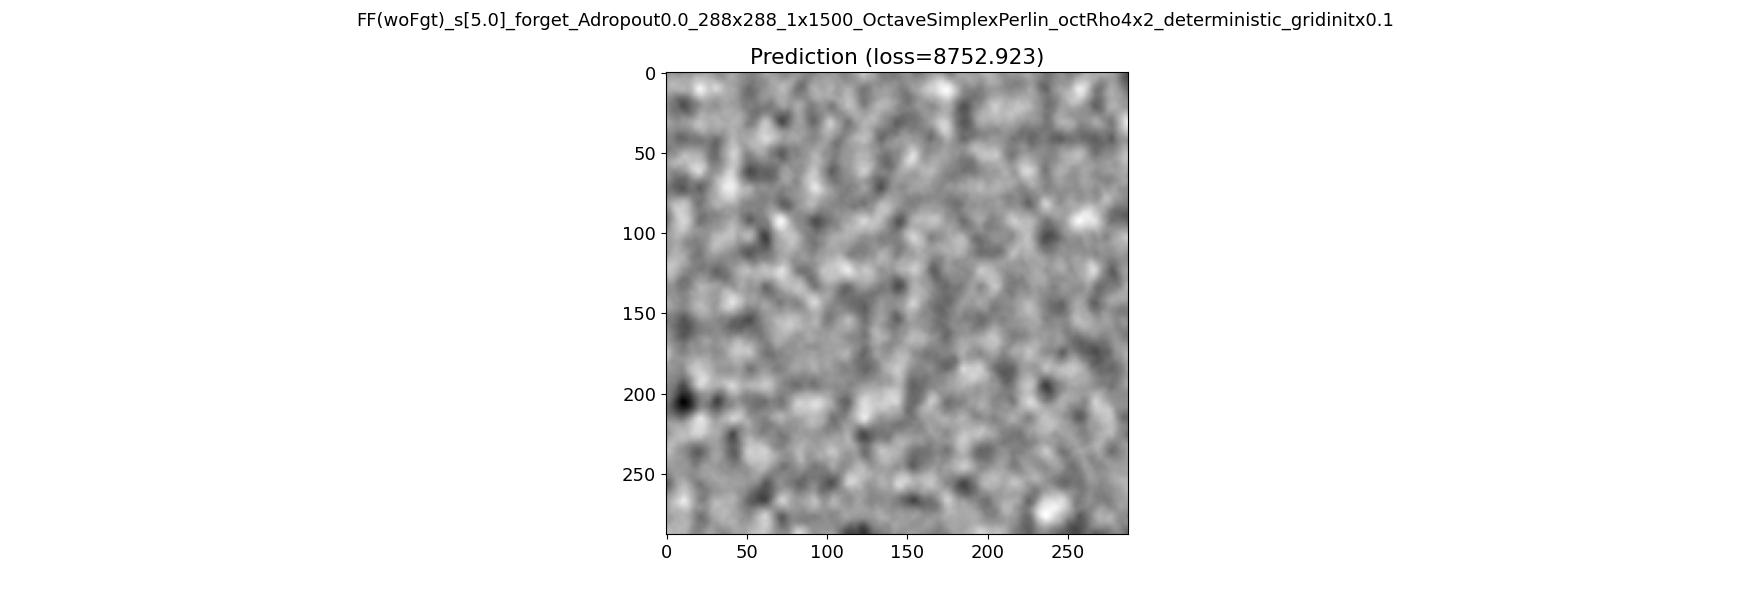 FF(woFgt)_s[5.0]_forget_Adropout0.0_288x288_1x1500_OctaveSimplexPerlin_octRho4x2_deterministic_gridinitx0.1
Prediction (loss=8752.923)
0
50
100
150
200
250
0 50 100 150 200 250